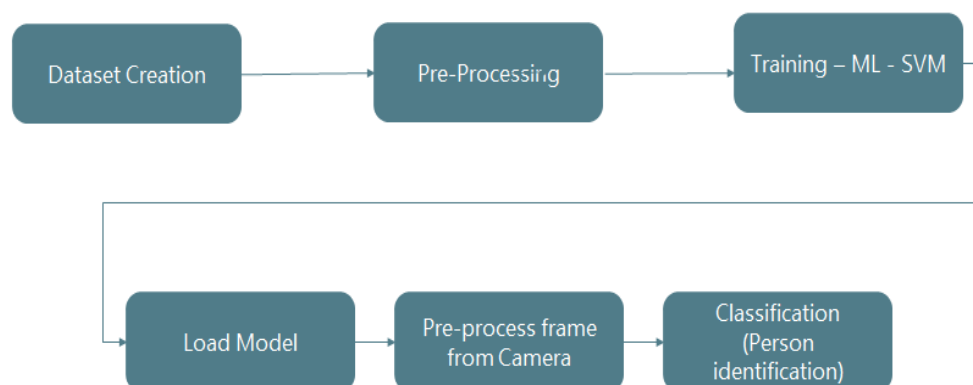 Dataset Creation
Pre-Processing
Training – ML - SVM
Load Model
Pre-process frame
from Camera
Classification
(Person
identification)